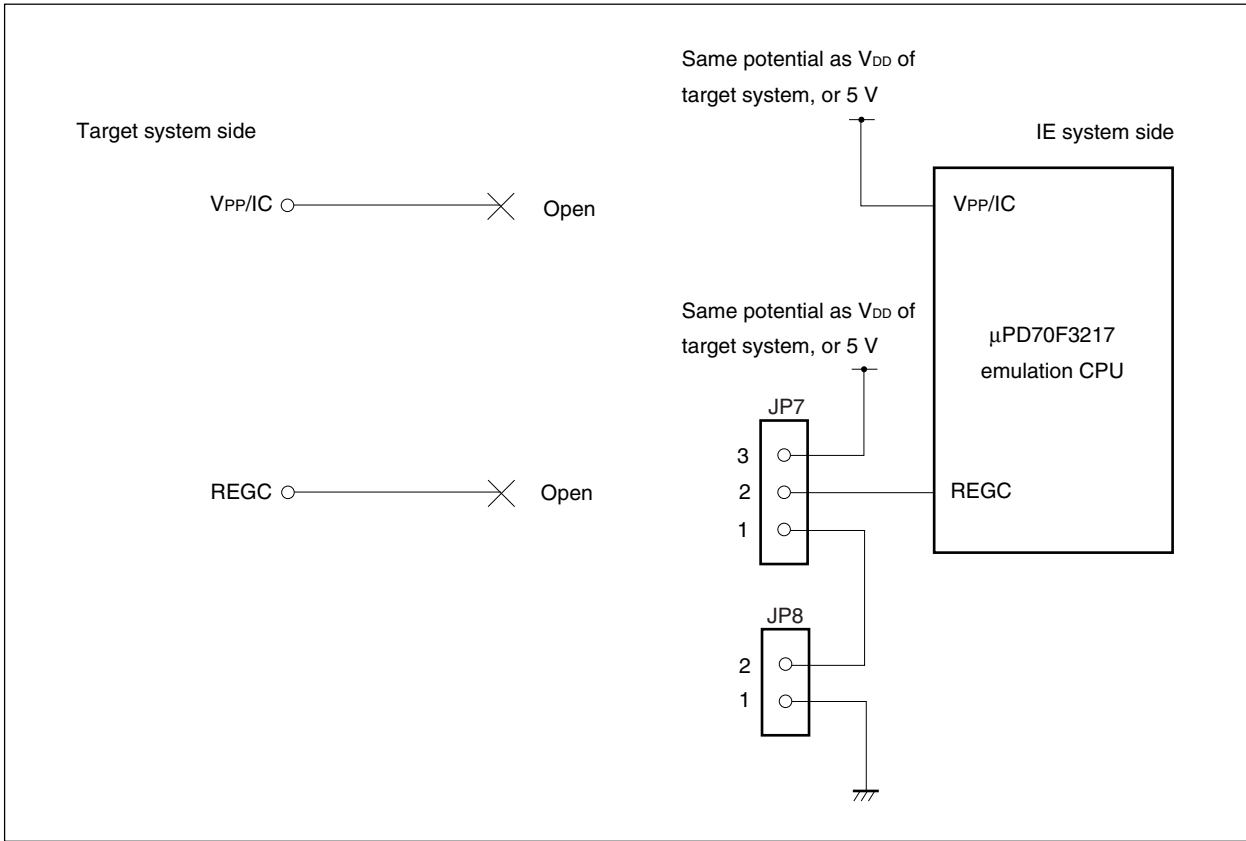 Same potential as VDD of
target system, or 5 V
Target system side
IE system side
VPP/IC
Open
VPP/IC
Same potential as VDD of
target system, or 5 V
μPD70F3217
emulation CPU
JP7
3
2
1
REGC
Open
REGC
JP8
2
1